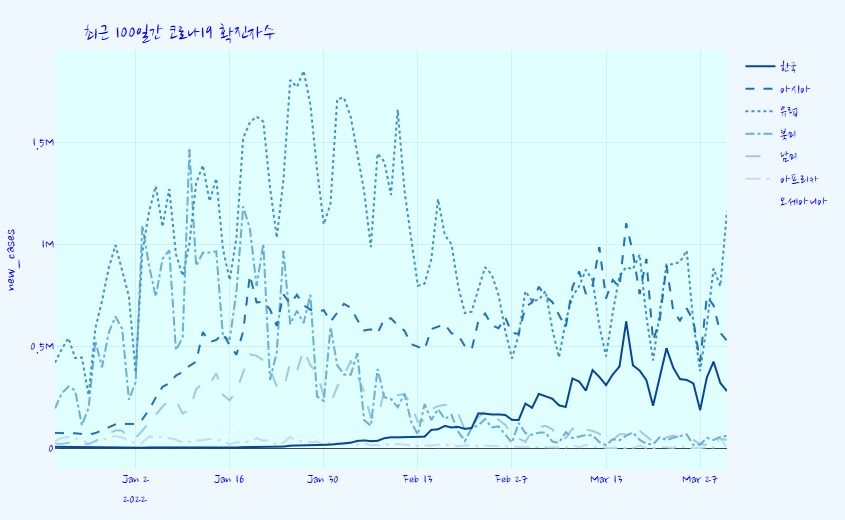 최근 100일간 코로나19 확진자수
new_cases
1.5M
1M
0.5M
0
Jan 2
2022
Jan 16
Jan 30
Feb 13
Feb 27
Mar 13
Mar 27
한국
아시아
유럽
북미
남미
아프리카
오세아니아